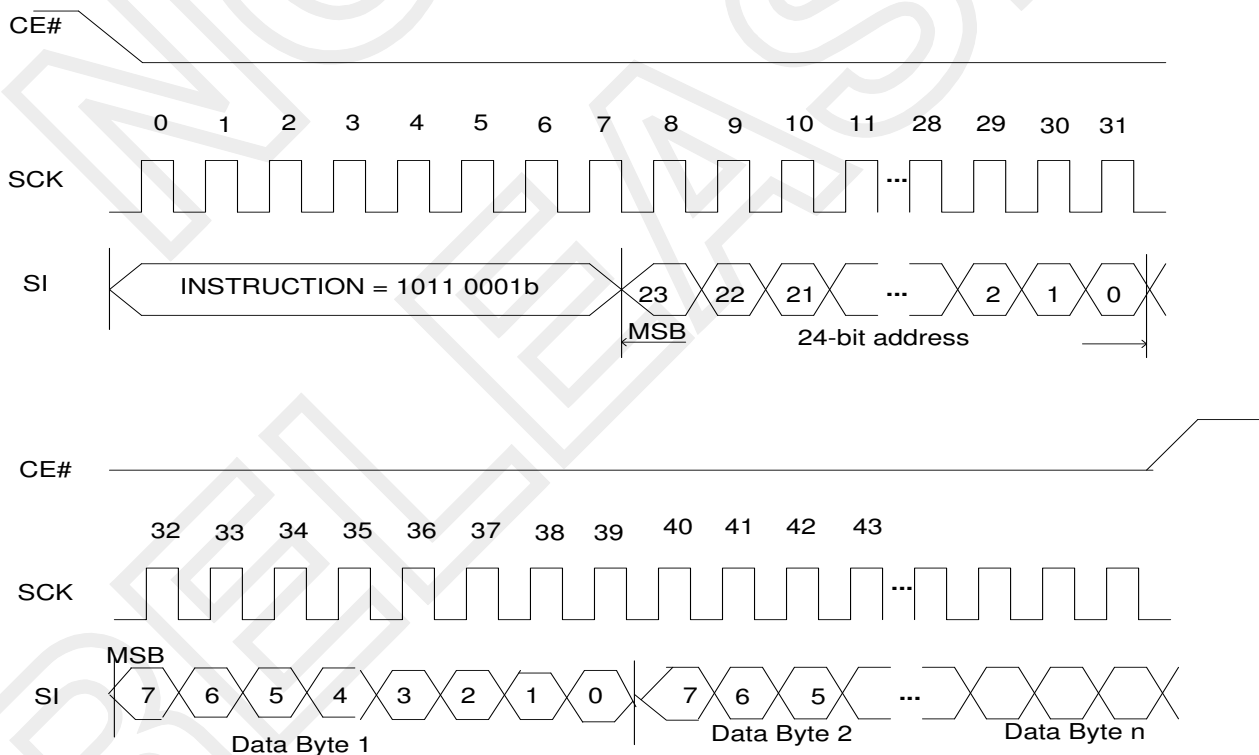 CE#
0 1 2 3 4 5 6 7 8 9 10 11 28 29 30 31
SCK ...
SI INSTRUCTION = 1011 0001b 23 22 21 ... 2 1 0
MSB 24-bit address
CE#
32 33 34 35 36 37 38 39 40 41 42 43
SCK ...
MSB
SI 7 6 5 4 3 2 1 0 7 6 5 ...
Data Byte 1 Data Byte 2 Data Byte n